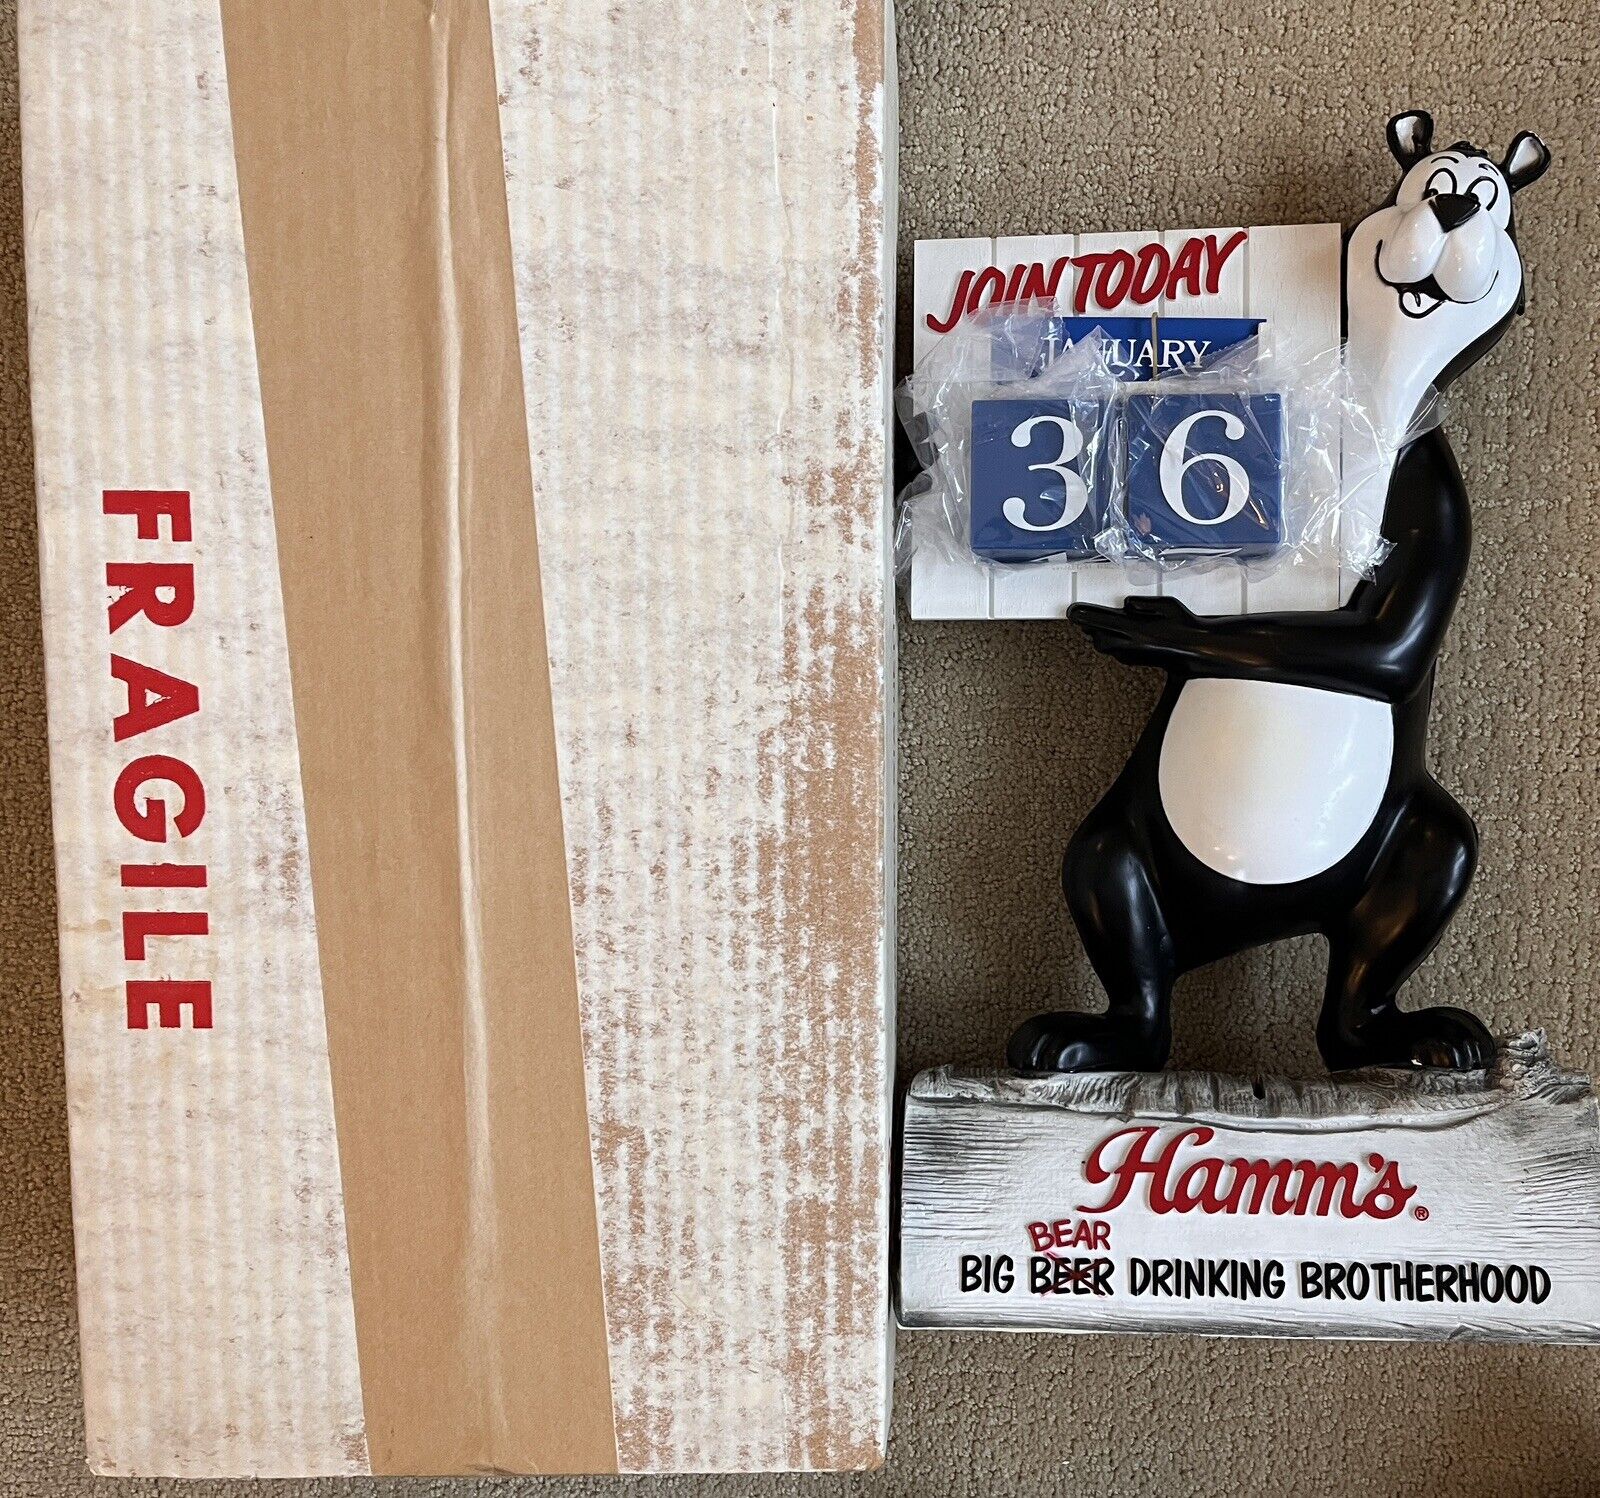 FRAGILE
JOIN TODAY
JANUARY
3 6
Hamm's®
BEAR
BIG BEER DRINKING BROTHERHOOD